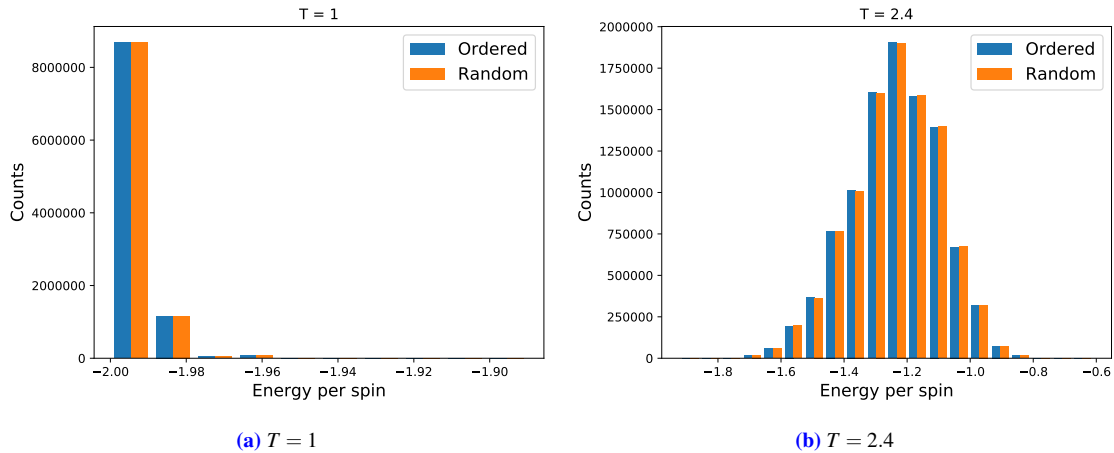 T = 1
Ordered
Random
Counts
8000000
6000000
4000000
2000000
0
−2.00 −1.98 −1.96 −1.94 −1.92 −1.90
Energy per spin
(a) T = 1
T = 2.4
Ordered
Random
Counts
2000000
1750000
1500000
1250000
1000000
750000
500000
250000
0
−1.8 −1.6 −1.4 −1.2 −1.0 −0.8 −0.6
Energy per spin
(b) T = 2.4